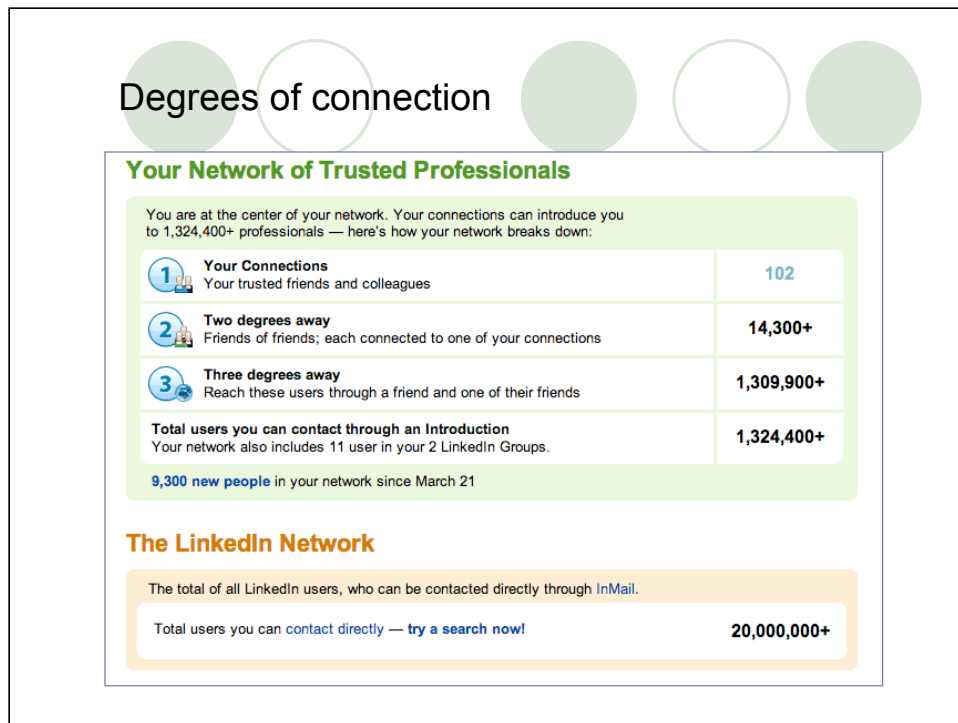 Degrees of connection
Your Network of Trusted Professionals
You are at the center of your network. Your connections can introduce you
to 1,324,400+ professionals — here's how your network breaks down:
1
Your Connections
Your trusted friends and colleagues
102
2
Two degrees away
Friends of friends; each connected to one of your connections
14,300+
3
Three degrees away
Reach these users through a friend and one of their friends
1,309,900+
Total users you can contact through an Introduction
Your network also includes 11 user in your 2 LinkedIn Groups.
1,324,400+
9,300 new people in your network since March 21
The LinkedIn Network
The total of all LinkedIn users, who can be contacted directly through InMail.
Total users you can contact directly — try a search now!
20,000,000+